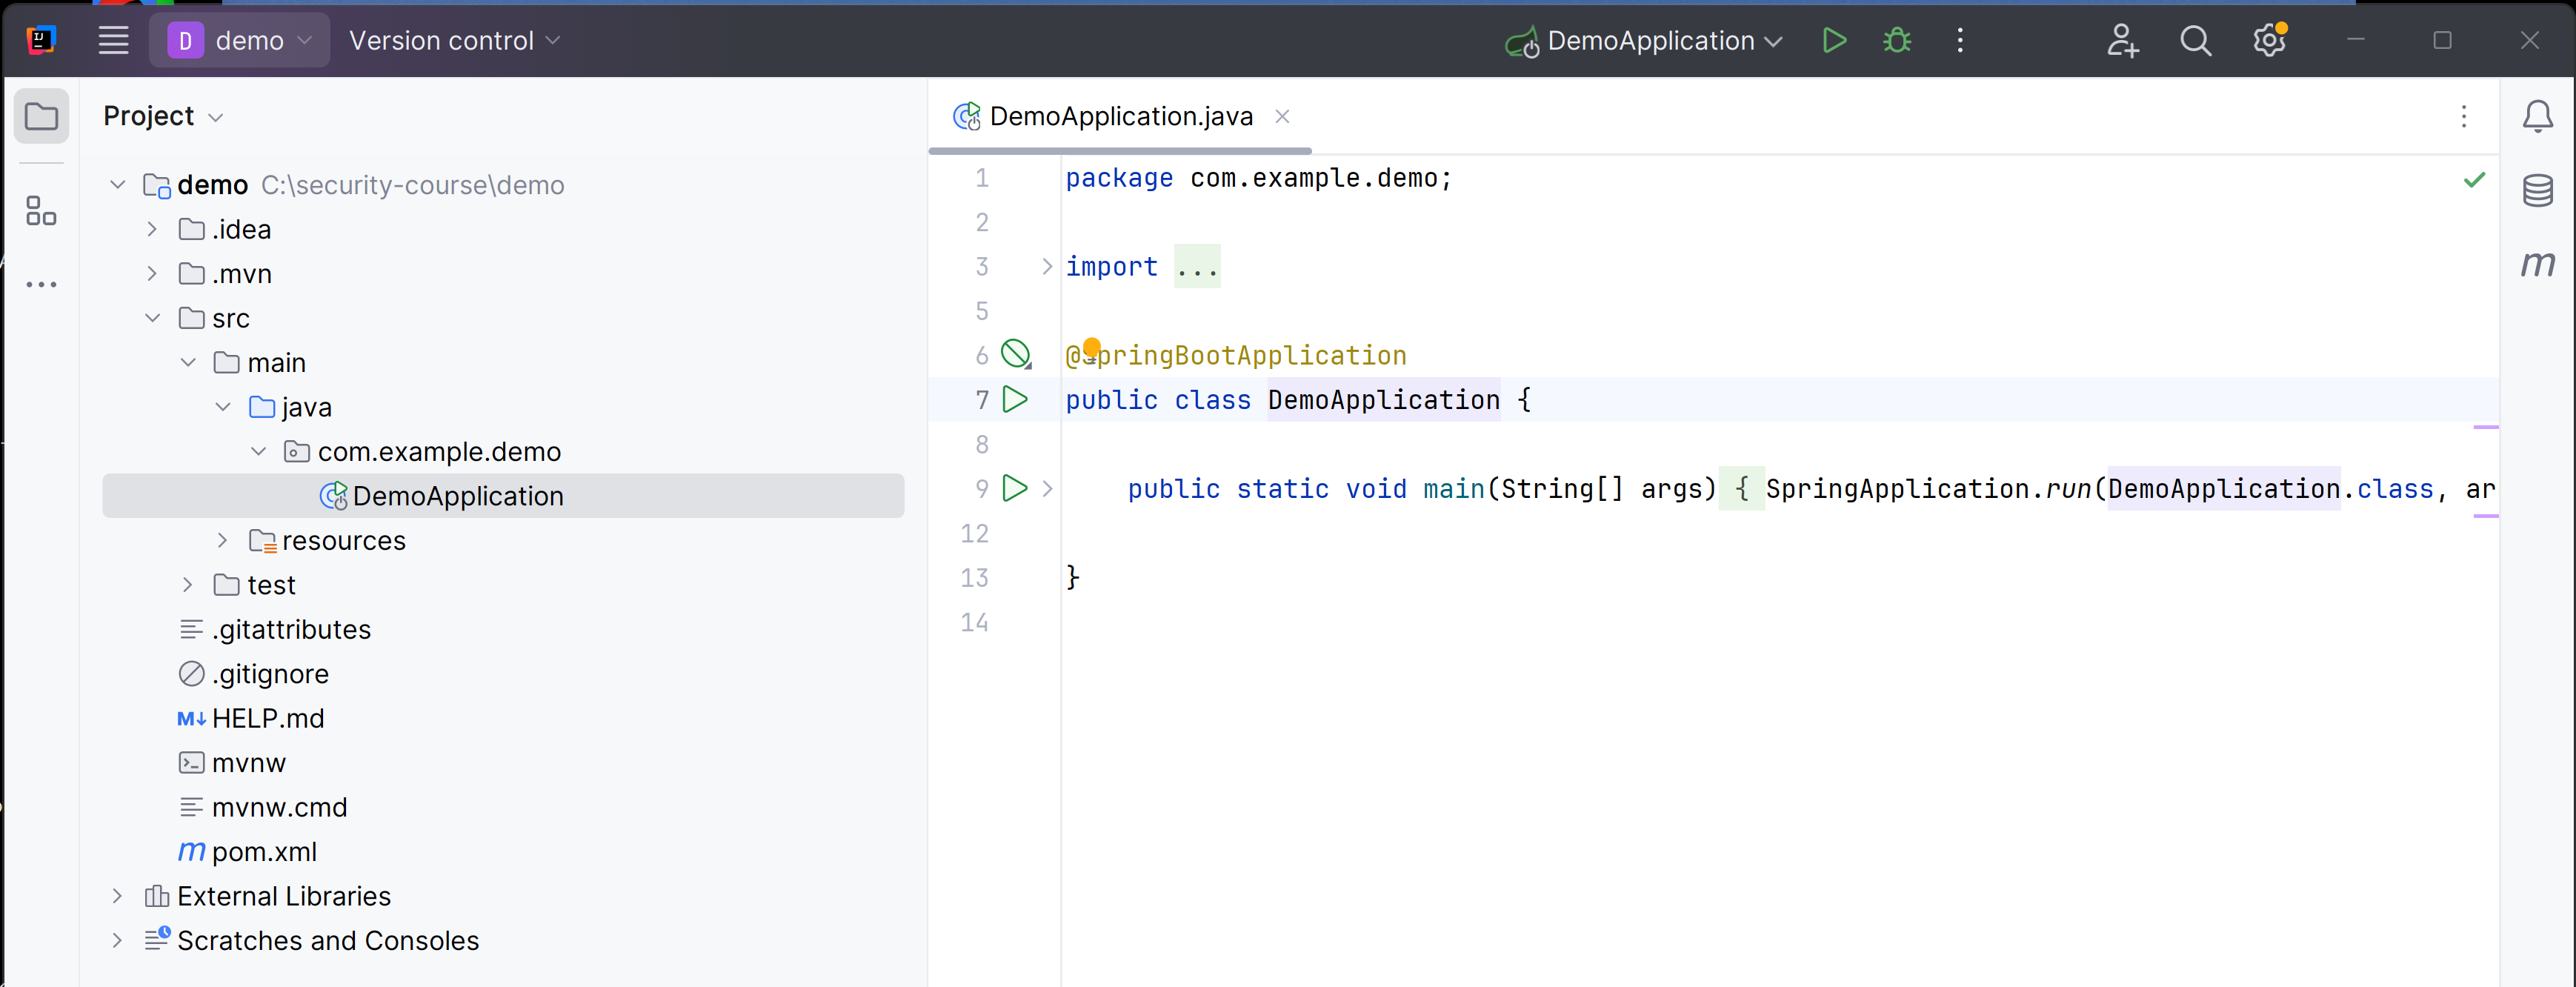 D demo Version control DemoApplication
Project
demo C:\security-course\demo
.idea
.mvn
src
main
java
com.example.demo
DemoApplication
resources
test
.gitattributes
.gitignore
HELP.md
mvnw
mvnw.cmd
pom.xml
External Libraries
Scratches and Consoles
DemoApplication.java
1 package com.example.demo;
2
3 import ...
5
6 @SpringBootApplication
7 public class DemoApplication {
8
9 public static void main(String[] args) { SpringApplication.run(DemoApplication.class, ar
12
13 }
14